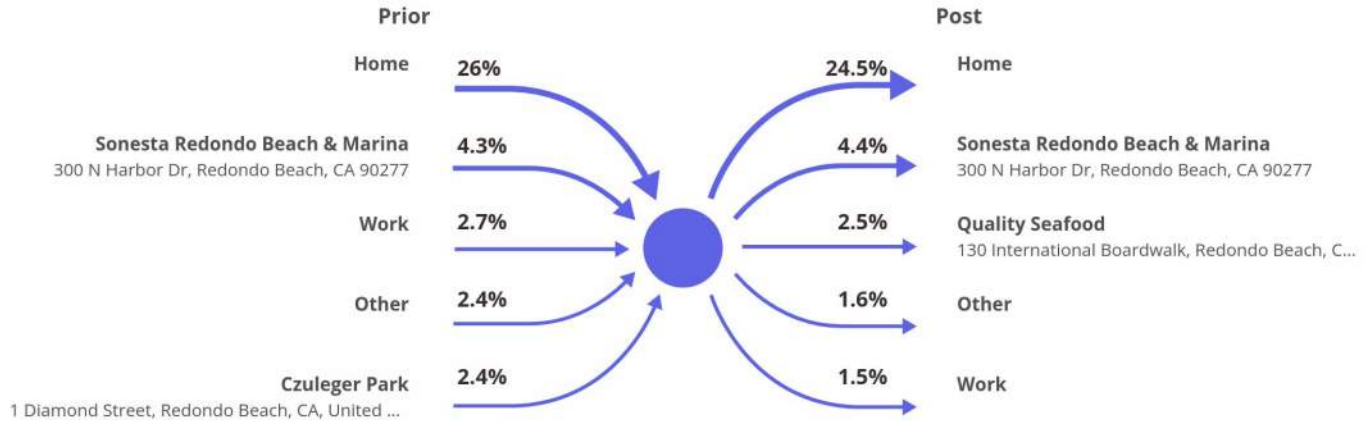 Prior
Post
Home
26%
24.5%
Home
Sonesta Redondo Beach & Marina
300 N Harbor Dr, Redondo Beach, CA 90277
4.3%
4.4%
Sonesta Redondo Beach & Marina
300 N Harbor Dr, Redondo Beach, CA 90277
Work
2.7%
2.5%
Quality Seafood
130 International Boardwalk, Redondo Beach, C...
Other
2.4%
1.6%
Other
Czuleger Park
1 Diamond Street, Redondo Beach, CA, United ...
2.4%
1.5%
Work